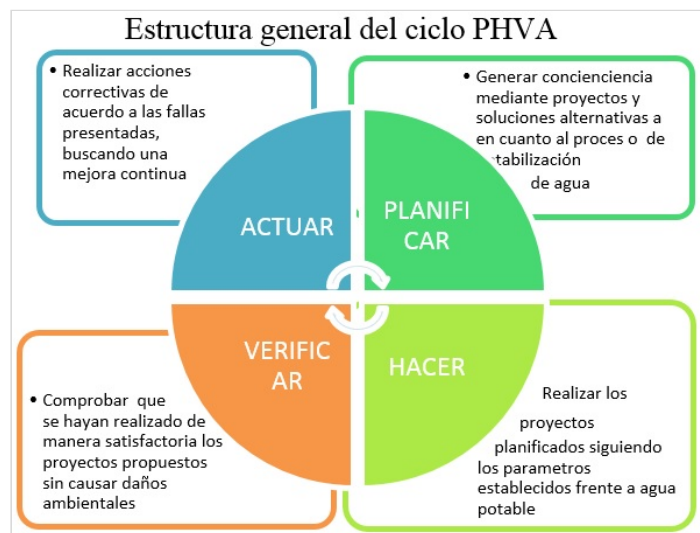 Estructura general del ciclo PHVA
• Realizar acciones
correctivas de
acuerdo a las fallas
presentadas,
buscando una
mejora continua
• Generar concienciencia
mediante proyectos y
soluciones alternativas a
en cuanto al proces o de
de agua
ACTUAR
PLANIFI
CAR
VERIFIC
AR
HACER
• Comprobar que
se hayan realizado de
manera satisfactoria los
proyectos propuestos
sin causar daños
ambientales
Realizar los
proyectos
planificados siguiendo
los parametros
establecidos frente a agua
potable